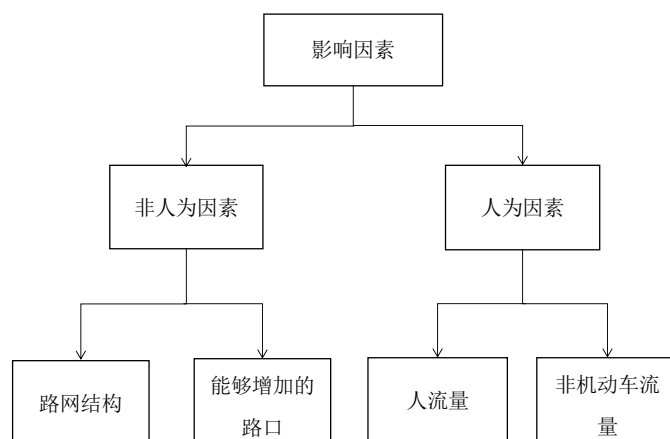 影响因素
非人为因素
人为因素
路网结构
能够增加的
路口
人流量
非机动车流
量